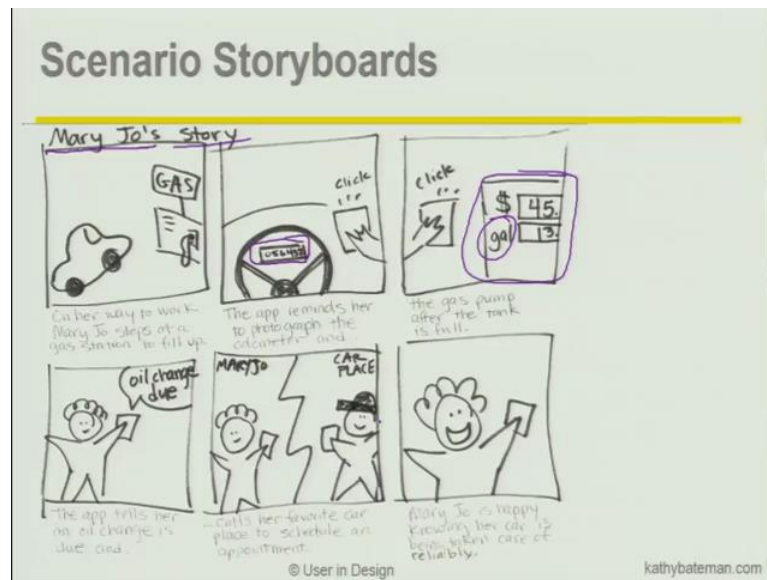 Scenario Storyboards
Mary Jo's Story
GAS
On her way to work
Mary Jo stops at a
gas station to fill up.
click
...
The app reminds her
to photograph the
odometer and...
click
...
$ 45.
gal 13.
the gas pump
after the tank
is full.
oil change
due
The app tells her
an oil change is
due and...
MARY JO
CAR
PLACE
...calls her favorite car
place to schedule an
appointment.
Mary Jo is happy
knowing her car is
being taken care of
reliably.
© User in Design
kathybateman.com